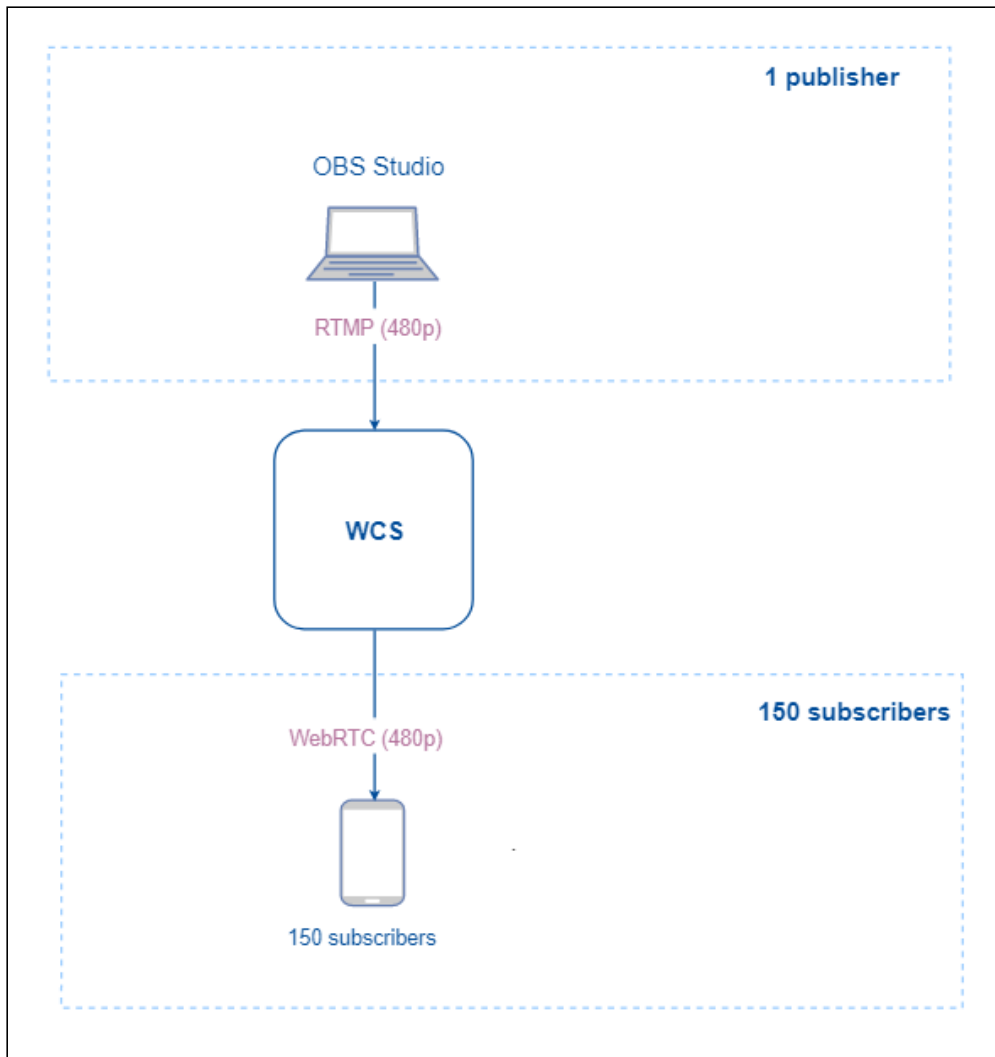 1 publisher
OBS Studio
RTMP (480p)
WCS
150 subscribers
WebRTC (480p)
150 subscribers